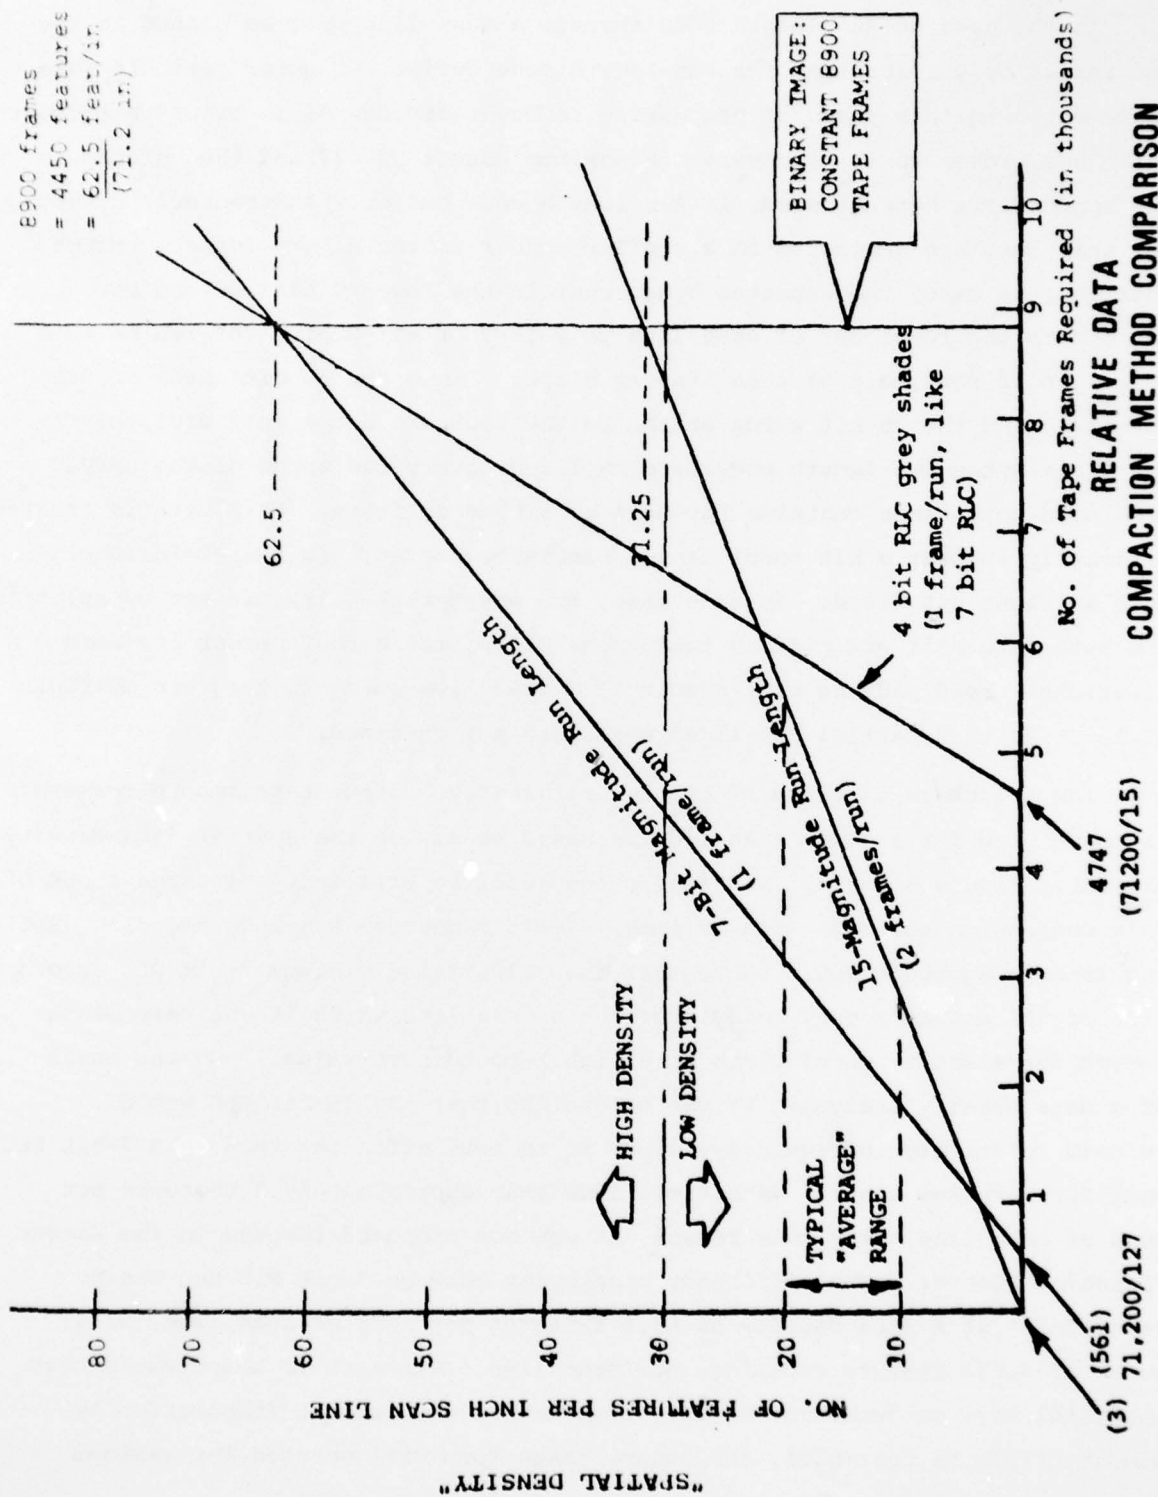 8900 frames
= 4450 features
= 62.5 feat/in
(71.2 in)
"SPATIAL DENSITY"
NO. OF FEATURES PER INCH SCAN LINE
80
70
60
50
40
30
20
10
62.5
31.25
HIGH DENSITY
LOW DENSITY
TYPICAL
"AVERAGE"
RANGE
7-Bit Magnitude Run Length
(1 frame/run)
15-Magnitude Run Length
(2 frames/run)
4 bit RLC grey shades
(1 frame/run, like
7 bit RLC)
BINARY IMAGE:
CONSTANT 8900
TAPE FRAMES
1
2
3
4
5
6
7
8
9
10
(3)
(561)
71,200/127
4747
(71200/15)
No. of Tape Frames Required (in thousands)
RELATIVE DATA
COMPACTION METHOD COMPARISON